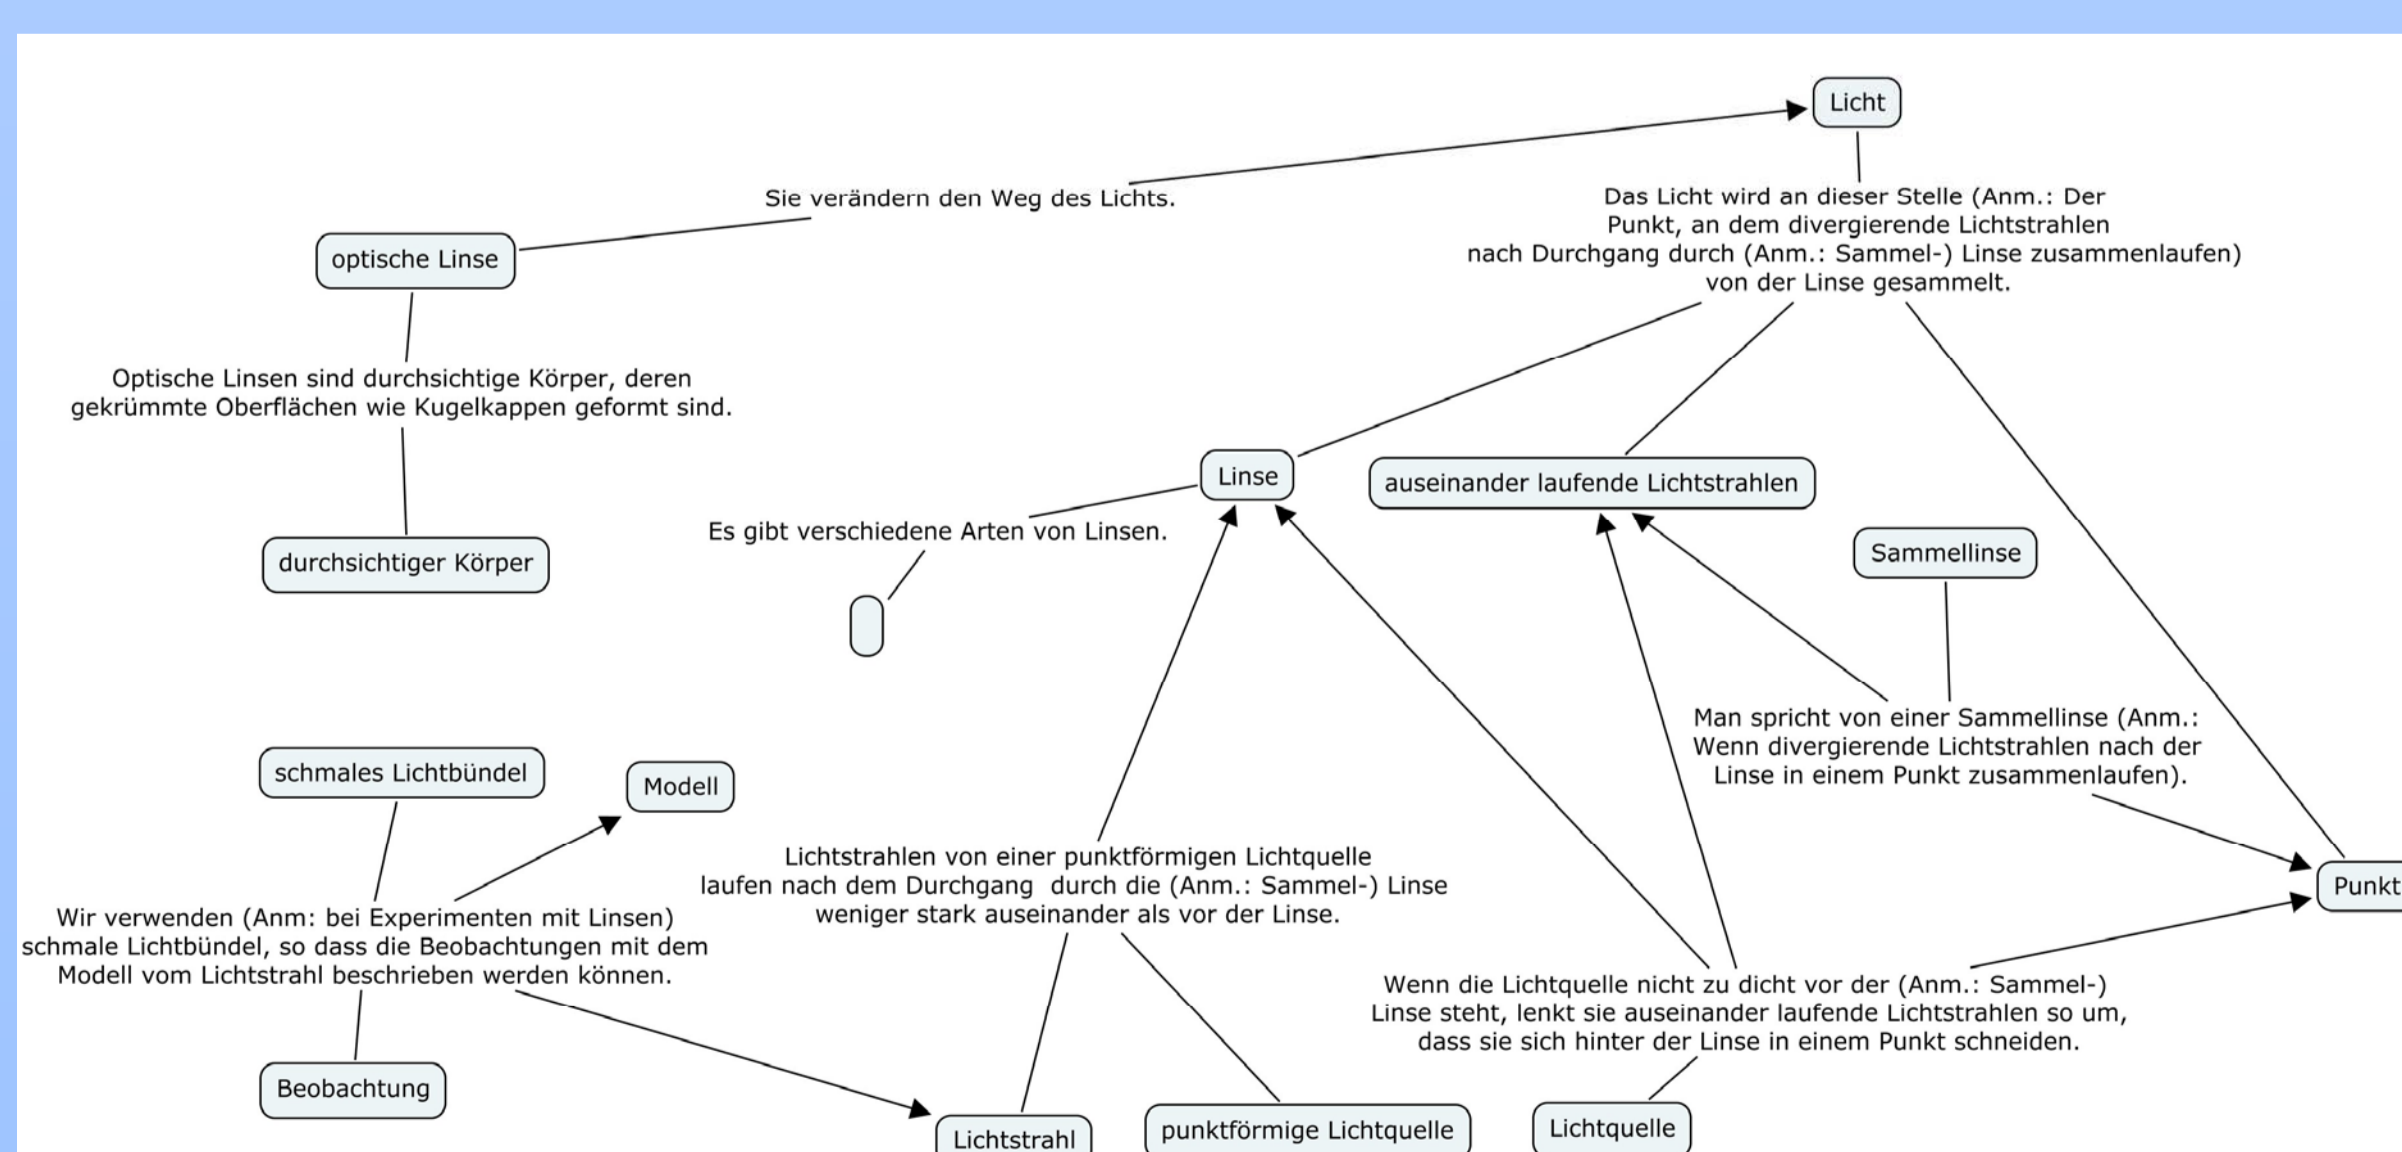 Licht
Sie verändern den Weg des Lichts.
Das Licht wird an dieser Stelle (Anm.: Der
Punkt, an dem divergierende Lichtstrahlen
nach Durchgang durch (Anm.: Sammel-) Linse zusammenlaufen)
von der Linse gesammelt.
optische Linse
Optische Linsen sind durchsichtige Körper, deren
gekrümmte Oberflächen wie Kugelkappen geformt sind.
Linse
auseinander laufende Lichtstrahlen
Es gibt verschiedene Arten von Linsen.
Sammellinse
durchsichtiger Körper
Man spricht von einer Sammellinse (Anm.:
Wenn divergierende Lichtstrahlen nach der
Linse in einem Punkt zusammenlaufen).
schmales Lichtbündel
Modell
Lichtstrahlen von einer punktförmigen Lichtquelle
laufen nach dem Durchgang  durch die (Anm.: Sammel-) Linse
weniger stark auseinander als vor der Linse.
Punkt
Wir verwenden (Anm: bei Experimenten mit Linsen)
schmale Lichtbündel, so dass die Beobachtungen mit dem
Modell vom Lichtstrahl beschrieben werden können.
Wenn die Lichtquelle nicht zu dicht vor der (Anm.: Sammel-)
Linse steht, lenkt sie auseinander laufende Lichtstrahlen so um,
dass sie sich hinter der Linse in einem Punkt schneiden.
Beobachtung
Lichtstrahl
punktförmige Lichtquelle
Lichtquelle